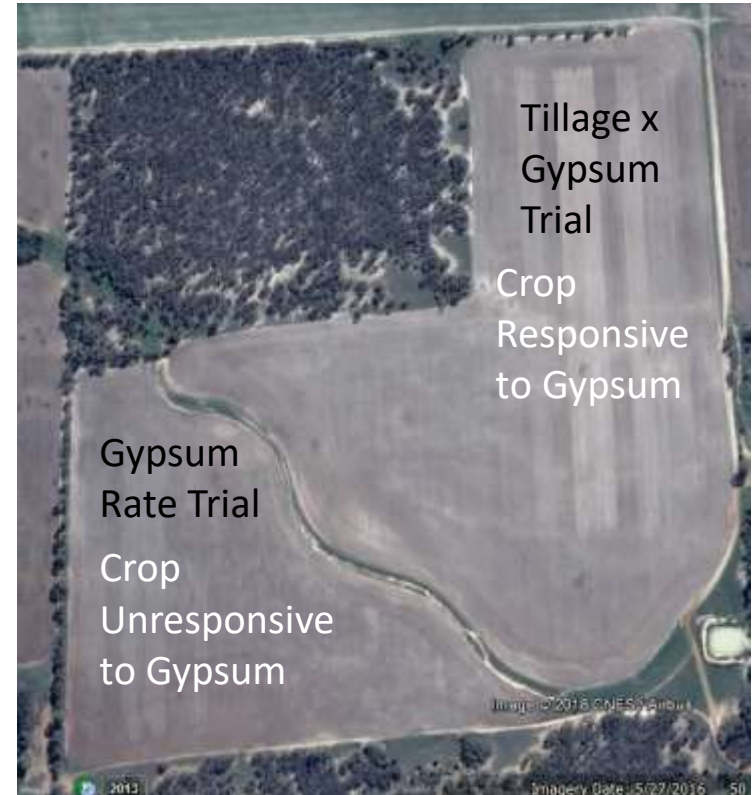 Tillage x
Gypsum
Trial
Crop
Responsive
to Gypsum
Gypsum
Rate Trial
Crop
Unresponsive
to Gypsum
Image © 2018 CNES / Airbus
2013
Imagery Date: 5/27/2016 50